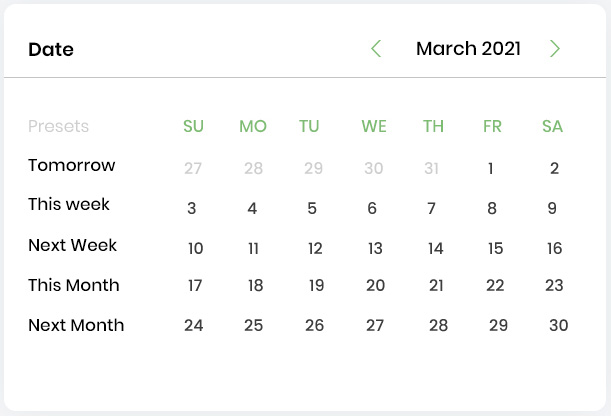 Date March 2021
Presets SU MO TU WE TH FR SA
Tomorrow 27 28 29 30 31 1 2
This week 3 4 5 6 7 8 9
Next Week 10 11 12 13 14 15 16
This Month 17 18 19 20 21 22 23
Next Month 24 25 26 27 28 29 30